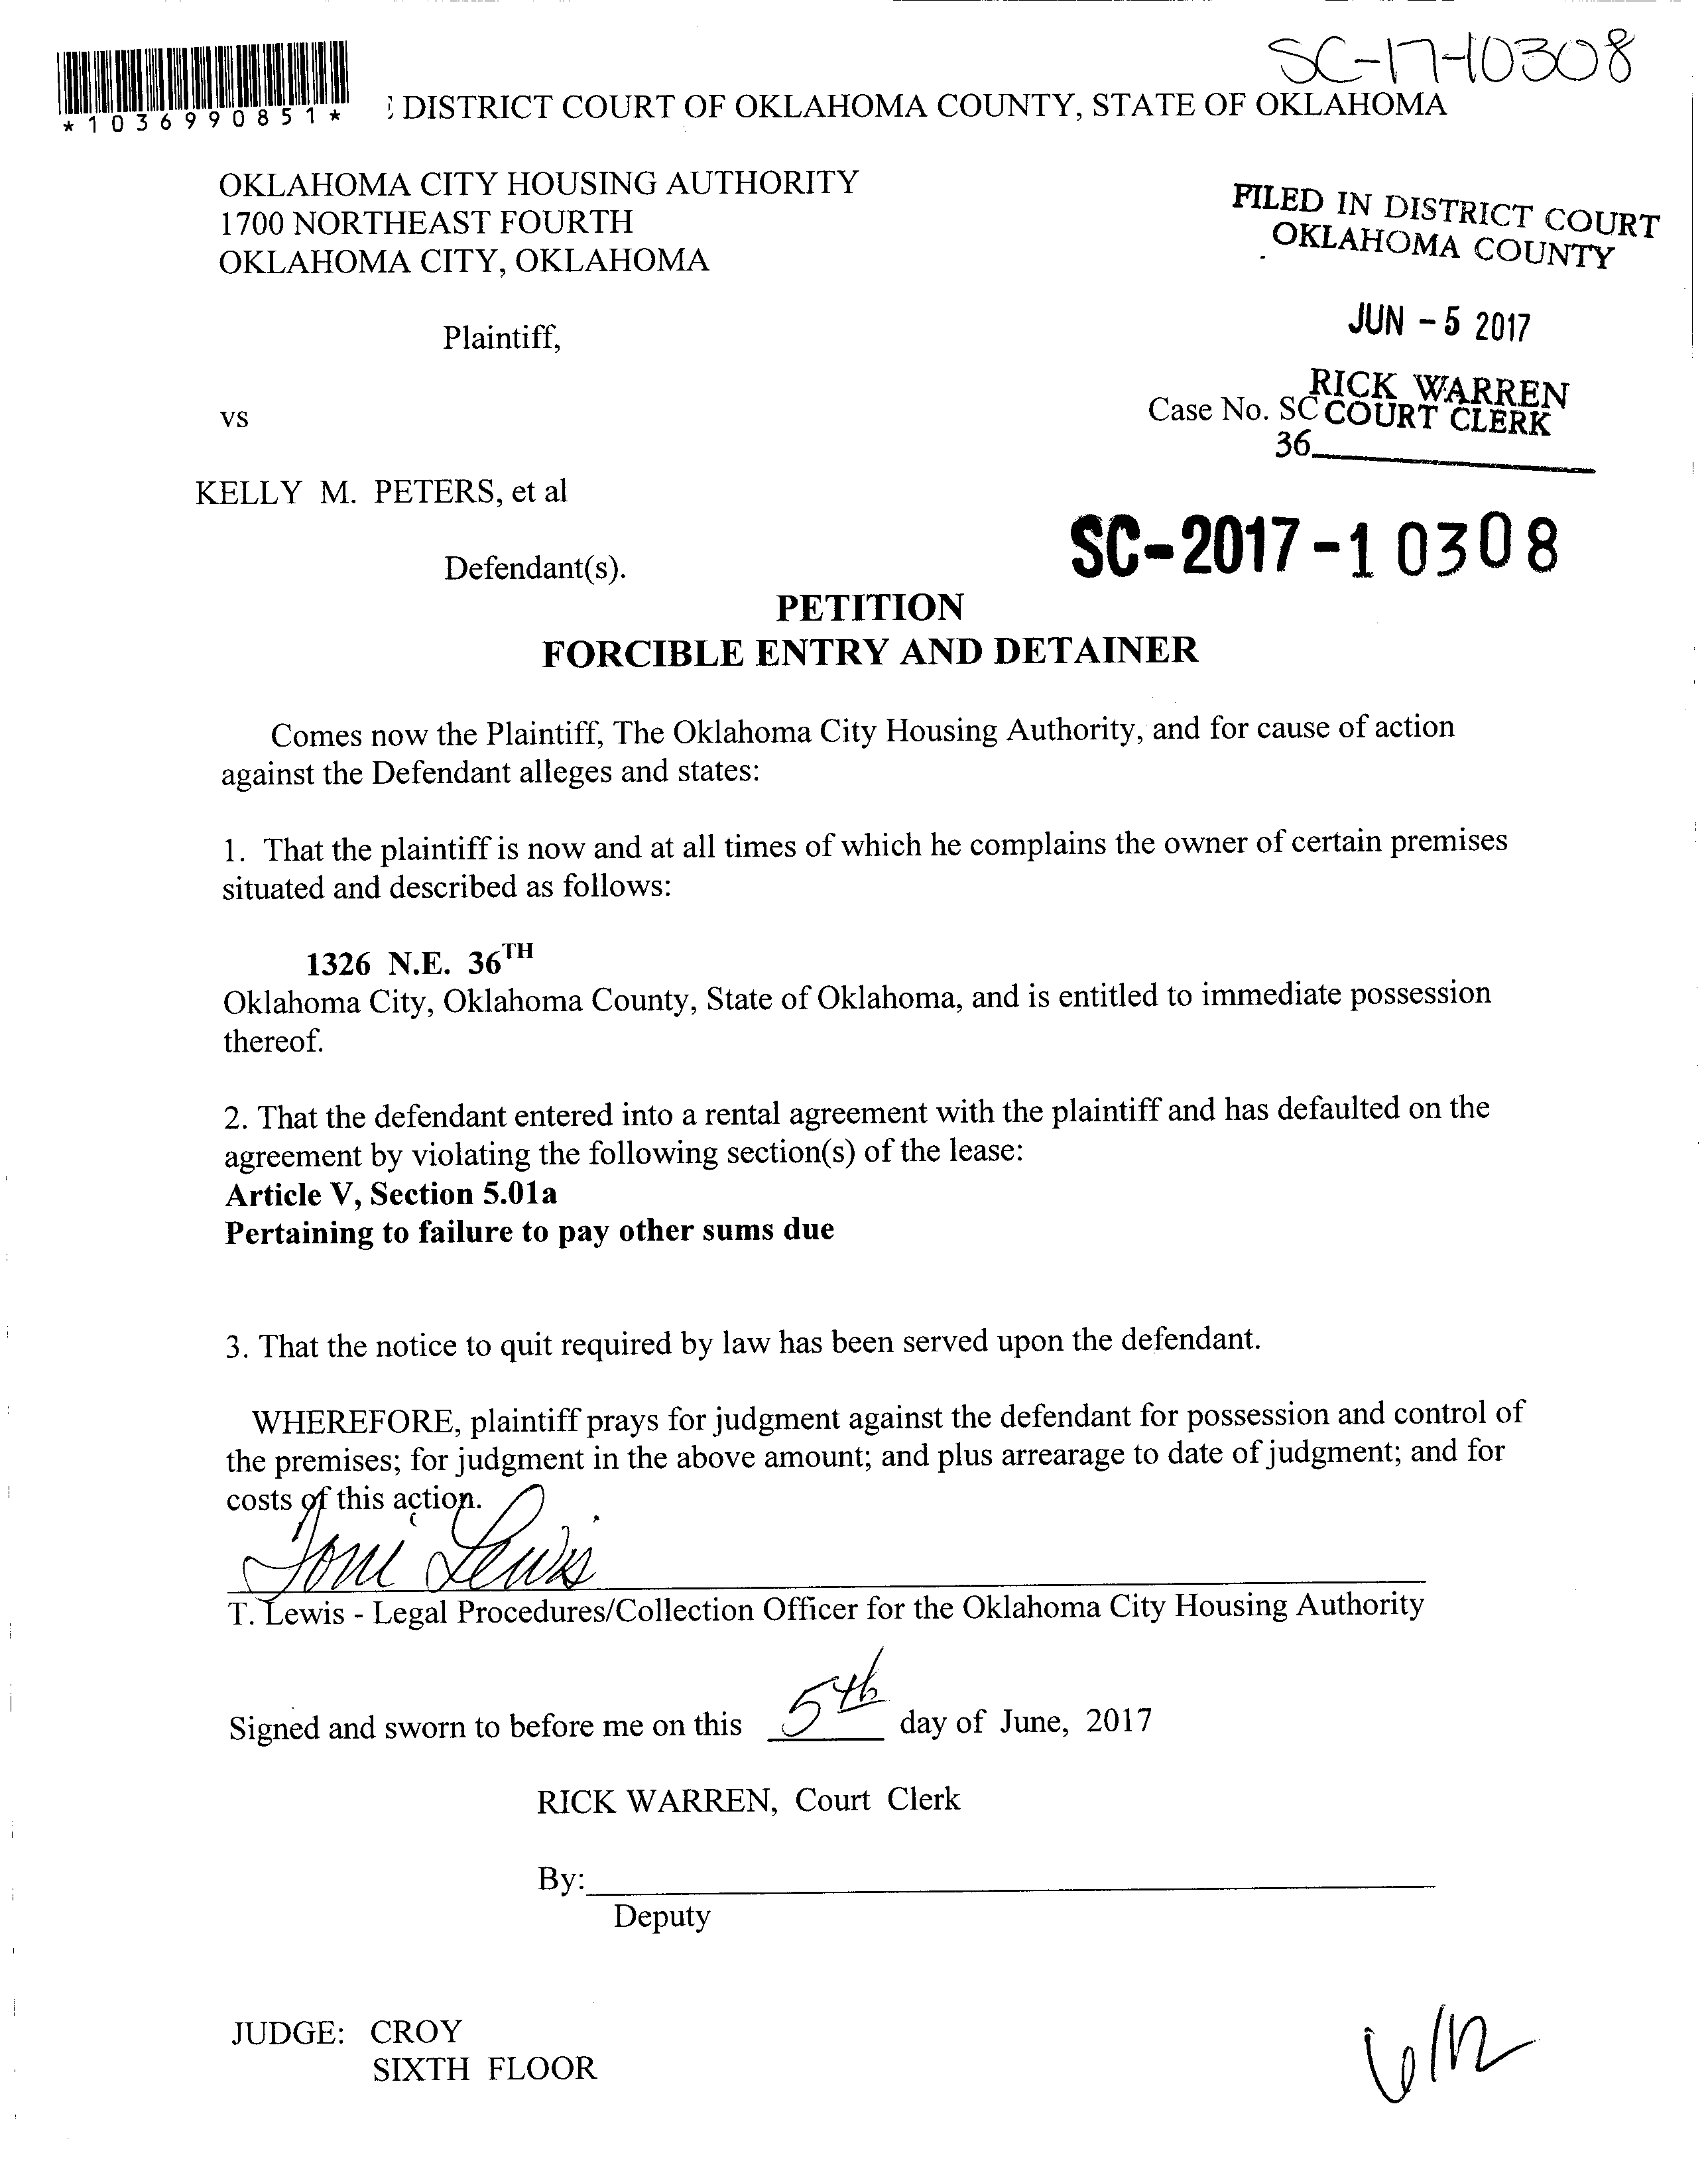 SC-17-10308
*1036990851*
DISTRICT COURT OF OKLAHOMA COUNTY, STATE OF OKLAHOMA
OKLAHOMA CITY HOUSING AUTHORITY
1700 NORTHEAST FOURTH
OKLAHOMA CITY, OKLAHOMA
FILED IN DISTRICT COURT
OKLAHOMA COUNTY
JUN - 5 2017
Plaintiff,
RICK WARREN
COURT CLERK
vs
Case No. SC
36
KELLY M. PETERS, et al
SC-2017-10308
Defendant(s).
PETITION
FORCIBLE ENTRY AND DETAINER
Comes now the Plaintiff, The Oklahoma City Housing Authority, and for cause of action
against the Defendant alleges and states:
1. That the plaintiff is now and at all times of which he complains the owner of certain premises
situated and described as follows:
1326 N.E. 36TH
Oklahoma City, Oklahoma County, State of Oklahoma, and is entitled to immediate possession
thereof.
2. That the defendant entered into a rental agreement with the plaintiff and has defaulted on the
agreement by violating the following section(s) of the lease:
Article V, Section 5.01a
Pertaining to failure to pay other sums due
3. That the notice to quit required by law has been served upon the defendant.
WHEREFORE, plaintiff prays for judgment against the defendant for possession and control of
the premises; for judgment in the above amount; and plus arrearage to date of judgment; and for
costs of this action.
Toni Lewis
T. Lewis - Legal Procedures/Collection Officer for the Oklahoma City Housing Authority
Signed and sworn to before me on this 5th day of June, 2017
RICK WARREN, Court Clerk
By:
Deputy
JUDGE: CROY
SIXTH FLOOR
6/12